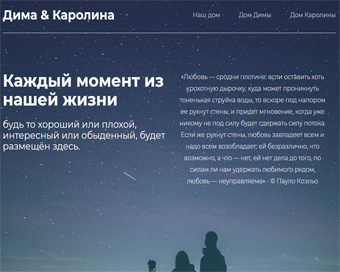 Дима & Каролина
Наш дом
Дом Димы
Дом Каролины
Каждый момент из
нашей жизни
будь то хороший или плохой,
интересный или обыденный, будет
размещён здесь.
«Любовь — сродни плотине: если оставить хоть
крохотную дырочку, куда может проникнуть
тоненькая струйка воды, то вскоре под напором
ее рухнут стены, и придёт мгновение, когда уже
никому не под силу будет сдержать силу потока.
Если же рухнут стены, любовь завладеет всем и
надо всем возобладает: ей безразлично, что
возможно, а что — нет, ей нет дела до того, по
силам ли нам удержать любимого рядом,
любовь — неуправляема» · © Пауло Коэльо